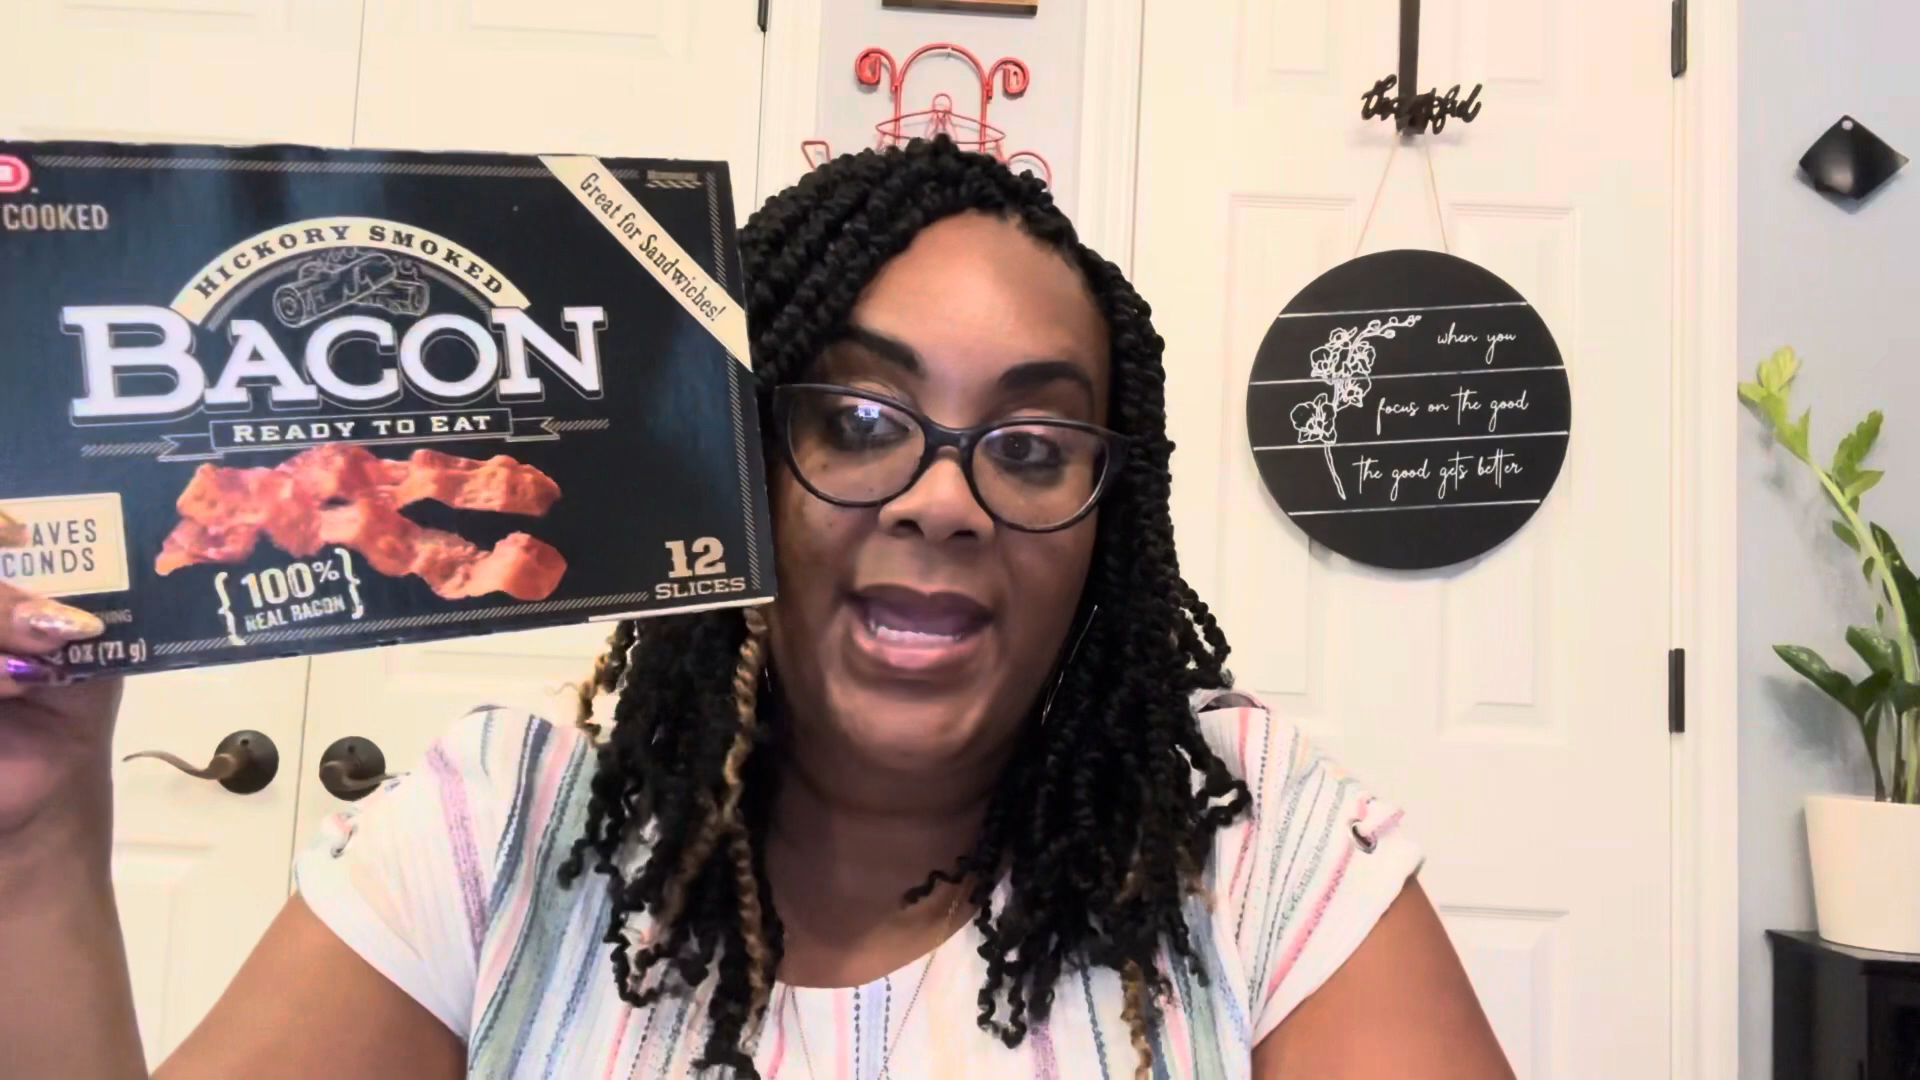 COOKED
HICKORY SMOKED
BACON
READY TO EAT
Great for Sandwiches!
AVES
CONDS
{ 100% }
REAL BACON
12
SLICES
OZ (71 g)
thankful
when you
focus on the good
the good gets better